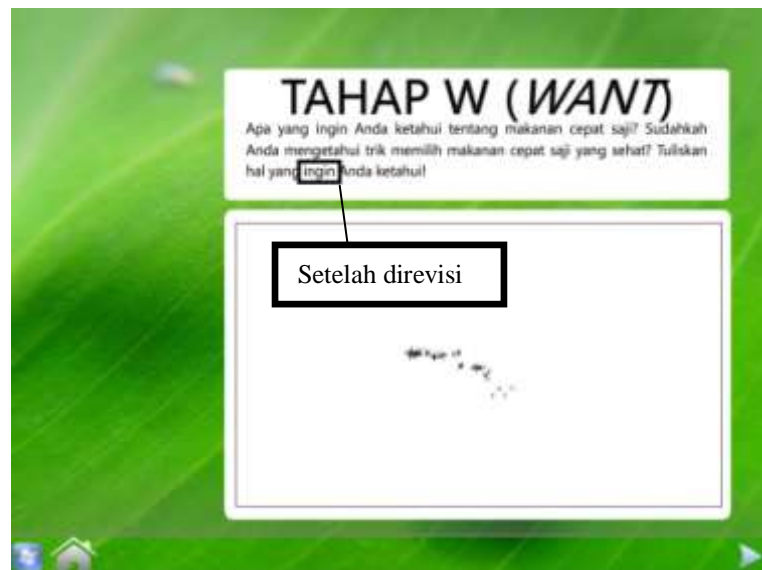 TAHAP W (WANT)
Apa yang ingin Anda ketahui tentang makanan cepat saji? Sudahkah
Anda mengetahui trik memilih makanan cepat saji yang sehat? Tuliskan
hal yang ingin Anda ketahui!
Setelah direvisi